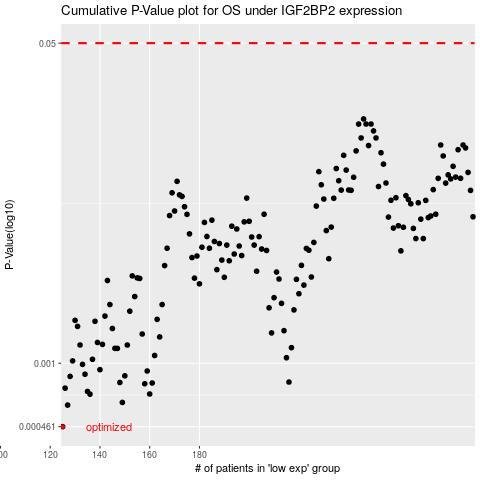 Cumulative P-Value plot for OS under IGF2BP2 expression
0.05
P-Value(log10)
0.001
0.000461
optimized
00 120 140 160 180
# of patients in 'low exp' group